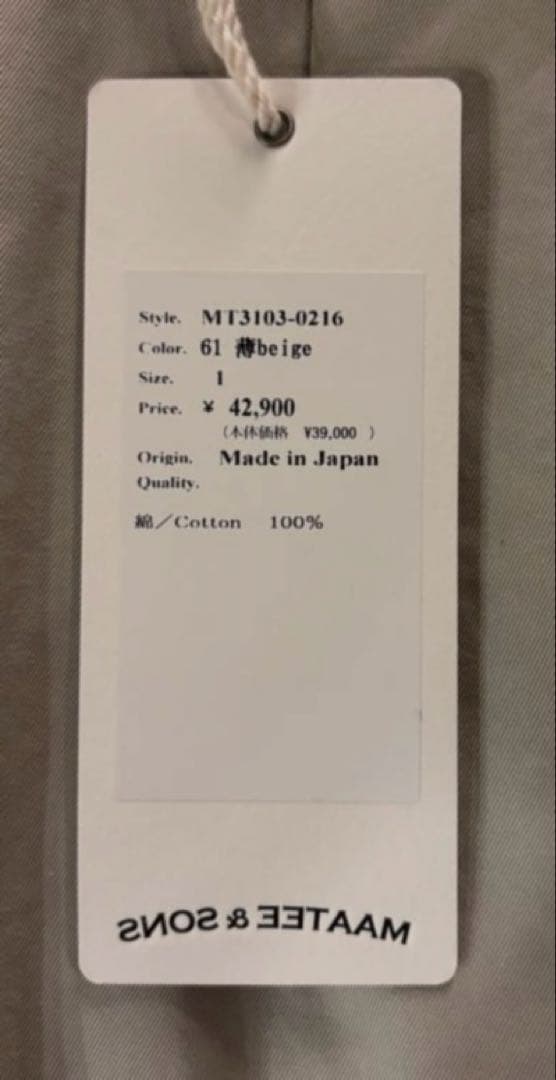 Style. MT3103-0216
Color. 61 薄beige
Size. 1
Price. ¥ 42,900
(本体価格 ¥39,000 )
Origin. Made in Japan
Quality.
綿／Cotton 100%
MAATEE & SONS